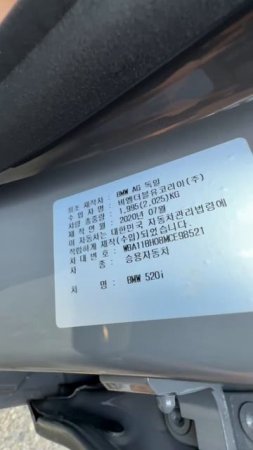 최초 제작사 : BMW AG 독일
수입자명 : 비엠더블유코리아(주)
차량 총중량 : 1,995(2,025)KG
제작연월 : 2020년 07월
이 자동차는 대한민국 자동차관리법령에
적합하게 제작(수입)되었습니다.
차대번호 : WBA11BH08MCE98521
차종 : 승용자동차
차명 : BMW 520i